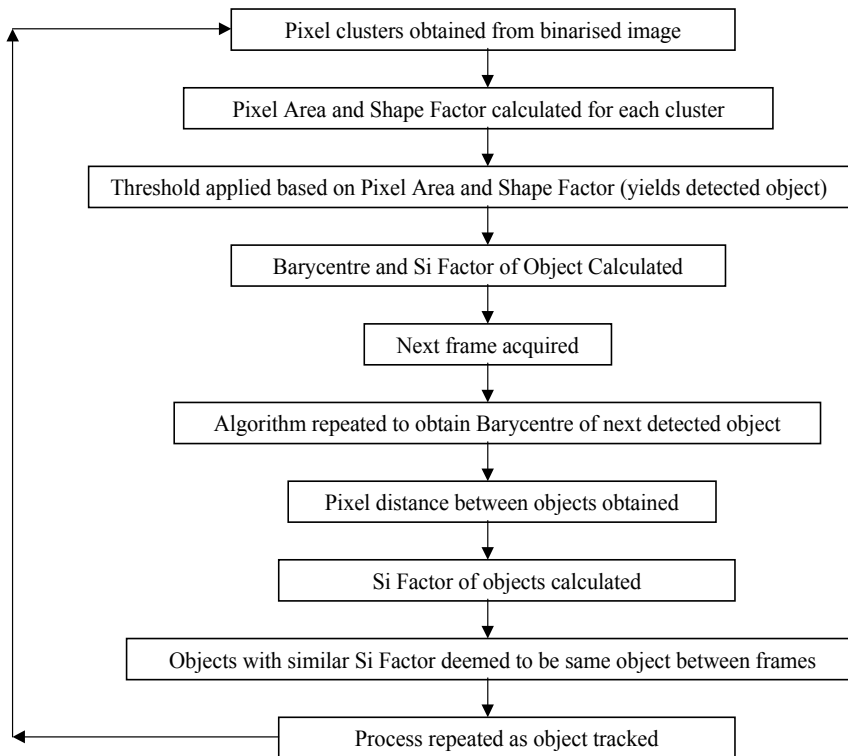 Pixel clusters obtained from binarised image
Pixel Area and Shape Factor calculated for each cluster
Threshold applied based on Pixel Area and Shape Factor (yields detected object)
Barycentre and Si Factor of Object Calculated
Next frame acquired
Algorithm repeated to obtain Barycentre of next detected object
Pixel distance between objects obtained
Si Factor of objects calculated
Objects with similar Si Factor deemed to be same object between frames
Process repeated as object tracked